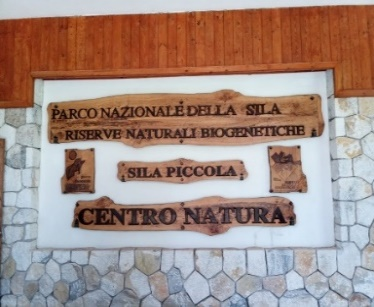 PARCO NAZIONALE DELLA SILA
RISERVE NATURALI BIOGENETICHE
SILA PICCOLA
CENTRO NATURA